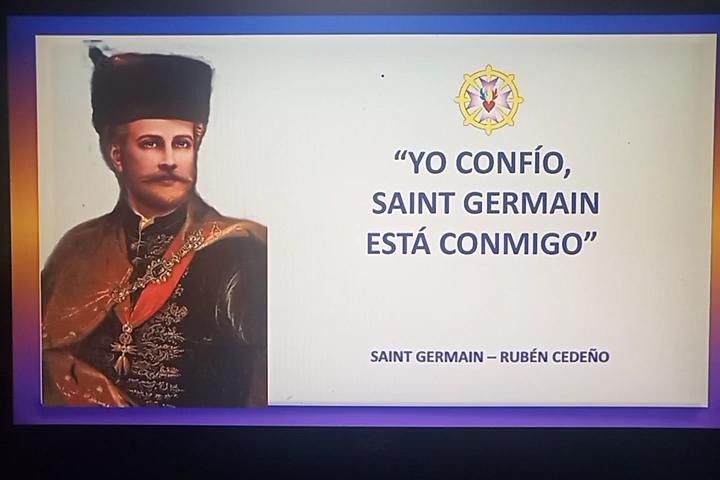 “YO CONFÍO,
SAINT GERMAIN
ESTÁ CONMIGO”
SAINT GERMAIN – RUBÉN CEDEÑO